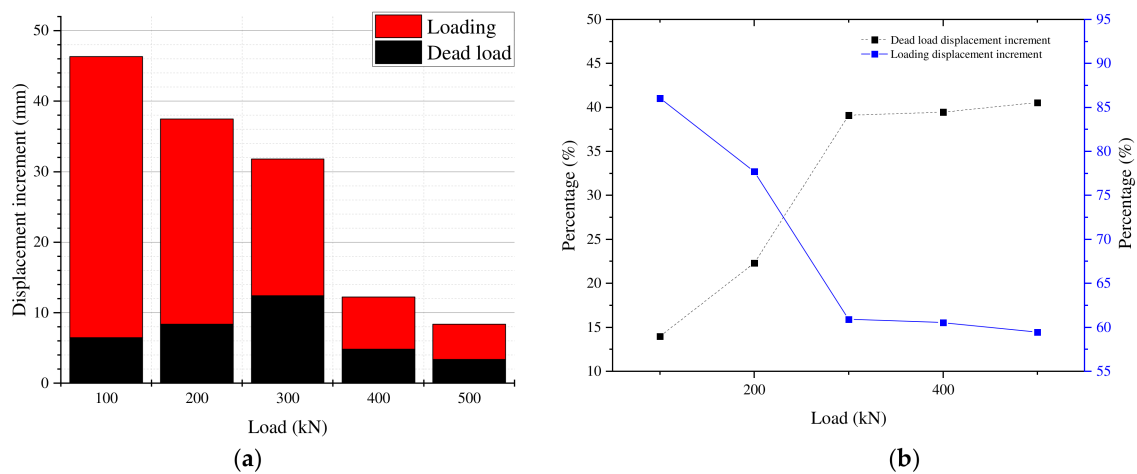 (a)
Loading
Dead load
Displacement increment (mm)
50
40
30
20
10
0
100 200 300 400 500
Load (kN)
(b)
Dead load displacement increment
Loading displacement increment
Percentage (%)
50
45
40
35
30
25
20
15
10
95
90
85
80
75
70
65
60
55
Percentage (%)
200 400
Load (kN)